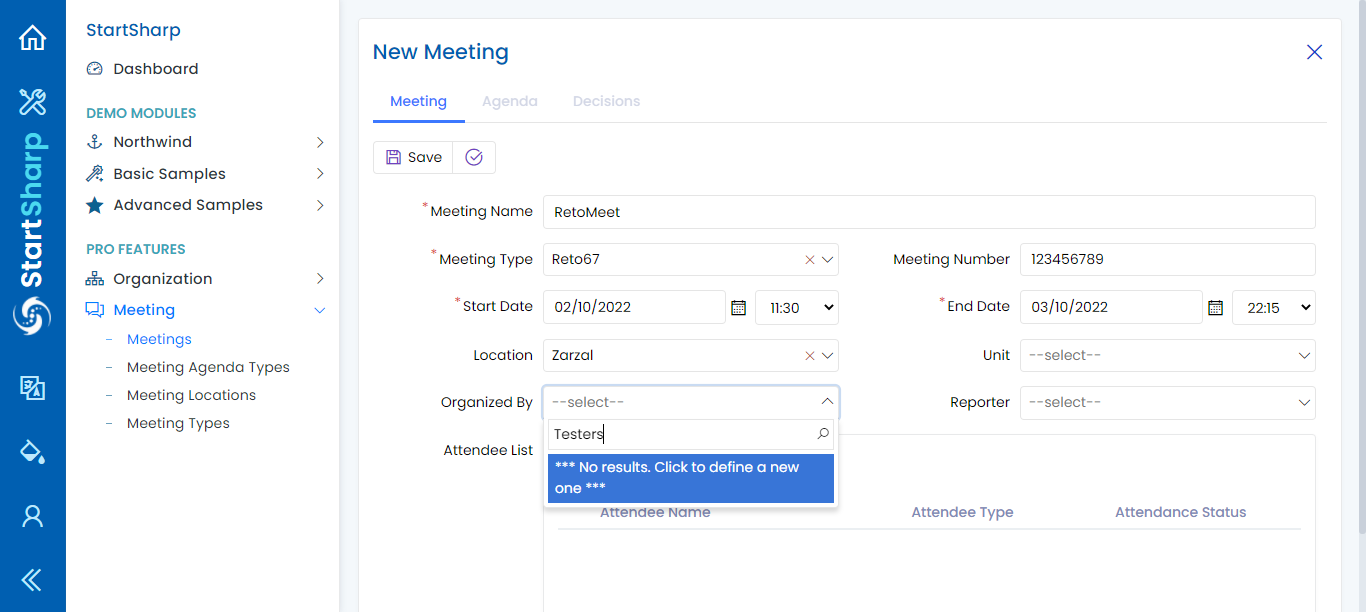 StartSharp
StartSharp
Dashboard
DEMO MODULES
Northwind
Basic Samples
Advanced Samples
PRO FEATURES
Organization
Meeting
Meetings
Meeting Agenda Types
Meeting Locations
Meeting Types
New Meeting
Meeting Agenda Decisions
Save
*Meeting Name RetoMeet
*Meeting Type Reto67 Meeting Number 123456789
*Start Date 02/10/2022 11:30 *End Date 03/10/2022 22:15
Location Zarzal Unit --select--
Organized By --select-- Reporter --select--
Testers
Attendee List
*** No results. Click to define a new
one ***
Attendee Name Attendee Type Attendance Status